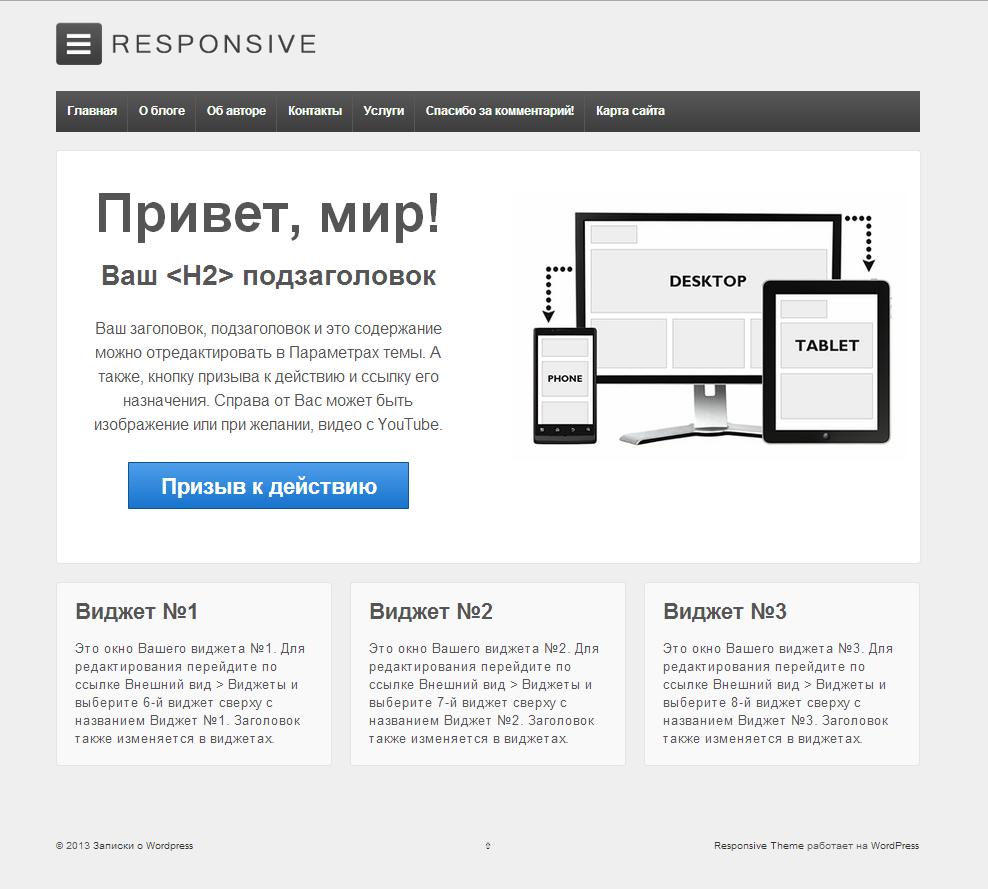 RESPONSIVE
Главная О блоге Об авторе Контакты Услуги Спасибо за комментарий! Карта сайта
Привет, мир!
Ваш <H2> подзаголовок
Ваш заголовок, подзаголовок и это содержание
можно отредактировать в Параметрах темы. А
также, кнопку призыва к действию и ссылку его
назначения. Справа от Вас может быть
изображение или при желании, видео с YouTube.
Призыв к действию
DESKTOP
TABLET
PHONE
Виджет №1
Это окно Вашего виджета №1. Для
редактирования перейдите по
ссылке Внешний вид > Виджеты и
выберите 6-й виджет сверху с
названием Виджет №1. Заголовок
также изменяется в виджетах.
Виджет №2
Это окно Вашего виджета №2. Для
редактирования перейдите по
ссылке Внешний вид > Виджеты и
выберите 7-й виджет сверху с
названием Виджет №2. Заголовок
также изменяется в виджетах.
Виджет №3
Это окно Вашего виджета №3. Для
редактирования перейдите по
ссылке Внешний вид > Виджеты и
выберите 8-й виджет сверху с
названием Виджет №3. Заголовок
также изменяется в виджетах.
© 2013 Записки о Wordpress ⇧ Responsive Theme работает на WordPress